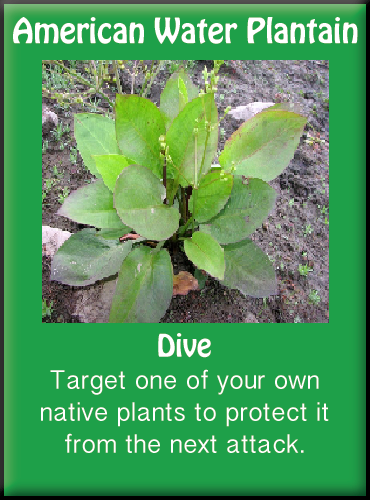 American Water Plantain
Dive
Target one of your own
native plants to protect it
from the next attack.